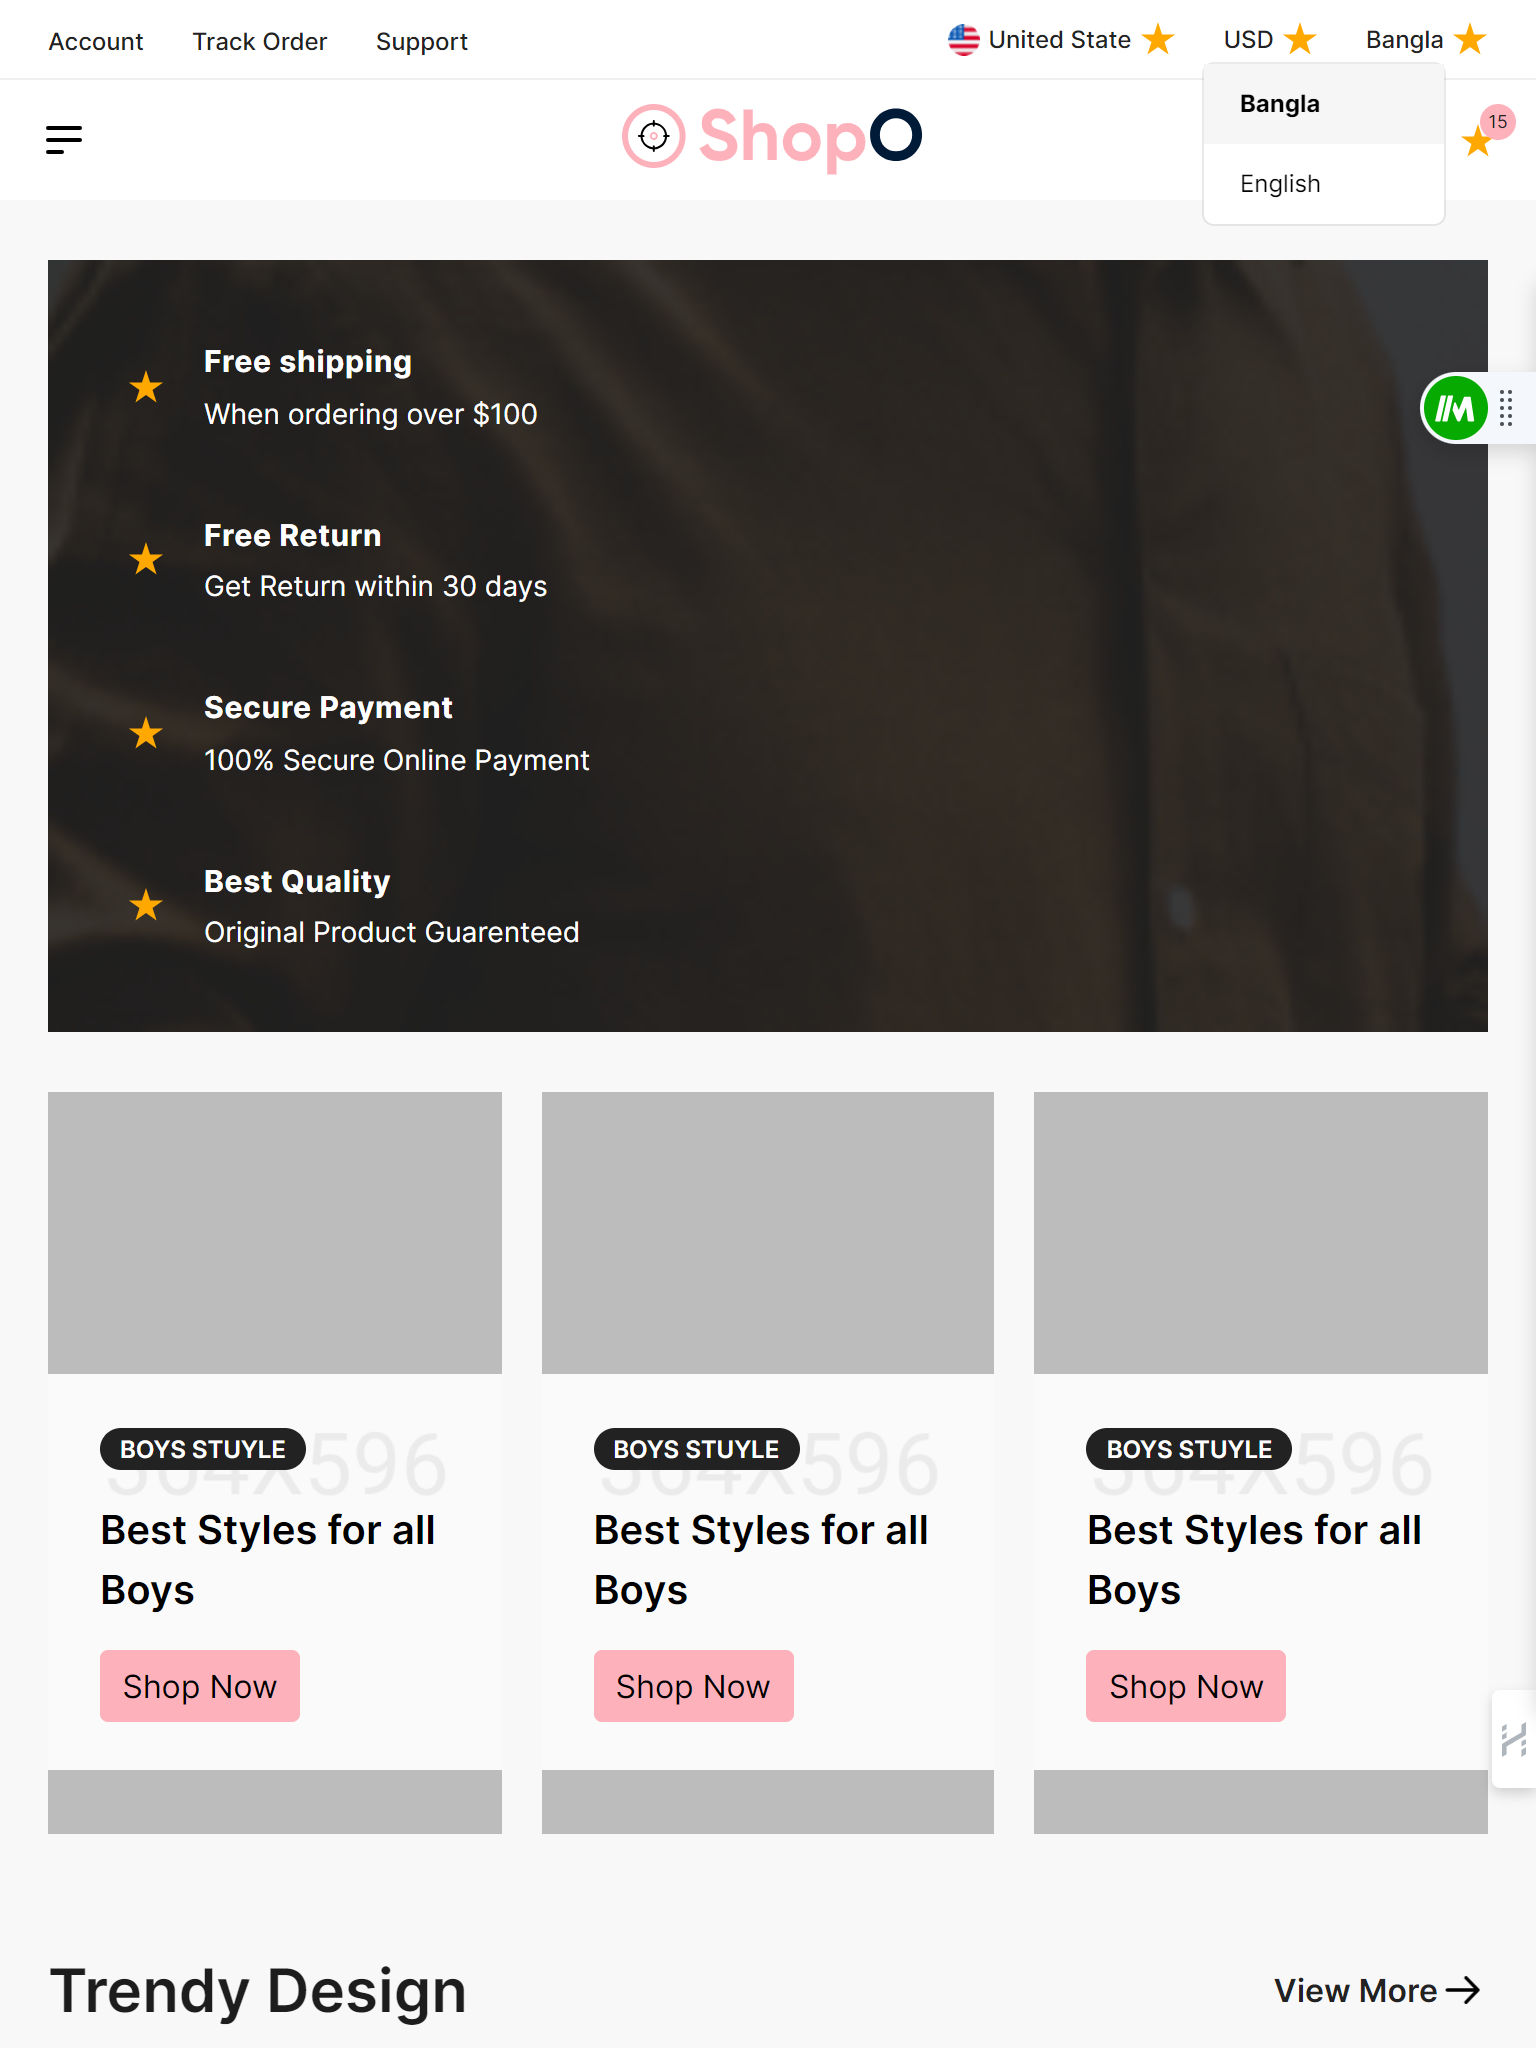 Account
Track Order
Support
United State
USD
Bangla
Bangla
English
ShopO
15
Free shipping
When ordering over $100
Free Return
Get Return within 30 days
Secure Payment
100% Secure Online Payment
Best Quality
Original Product Guarenteed
BOYS STUYLE
Best Styles for all
Boys
Shop Now
BOYS STUYLE
Best Styles for all
Boys
Shop Now
BOYS STUYLE
Best Styles for all
Boys
Shop Now
Trendy Design
View More